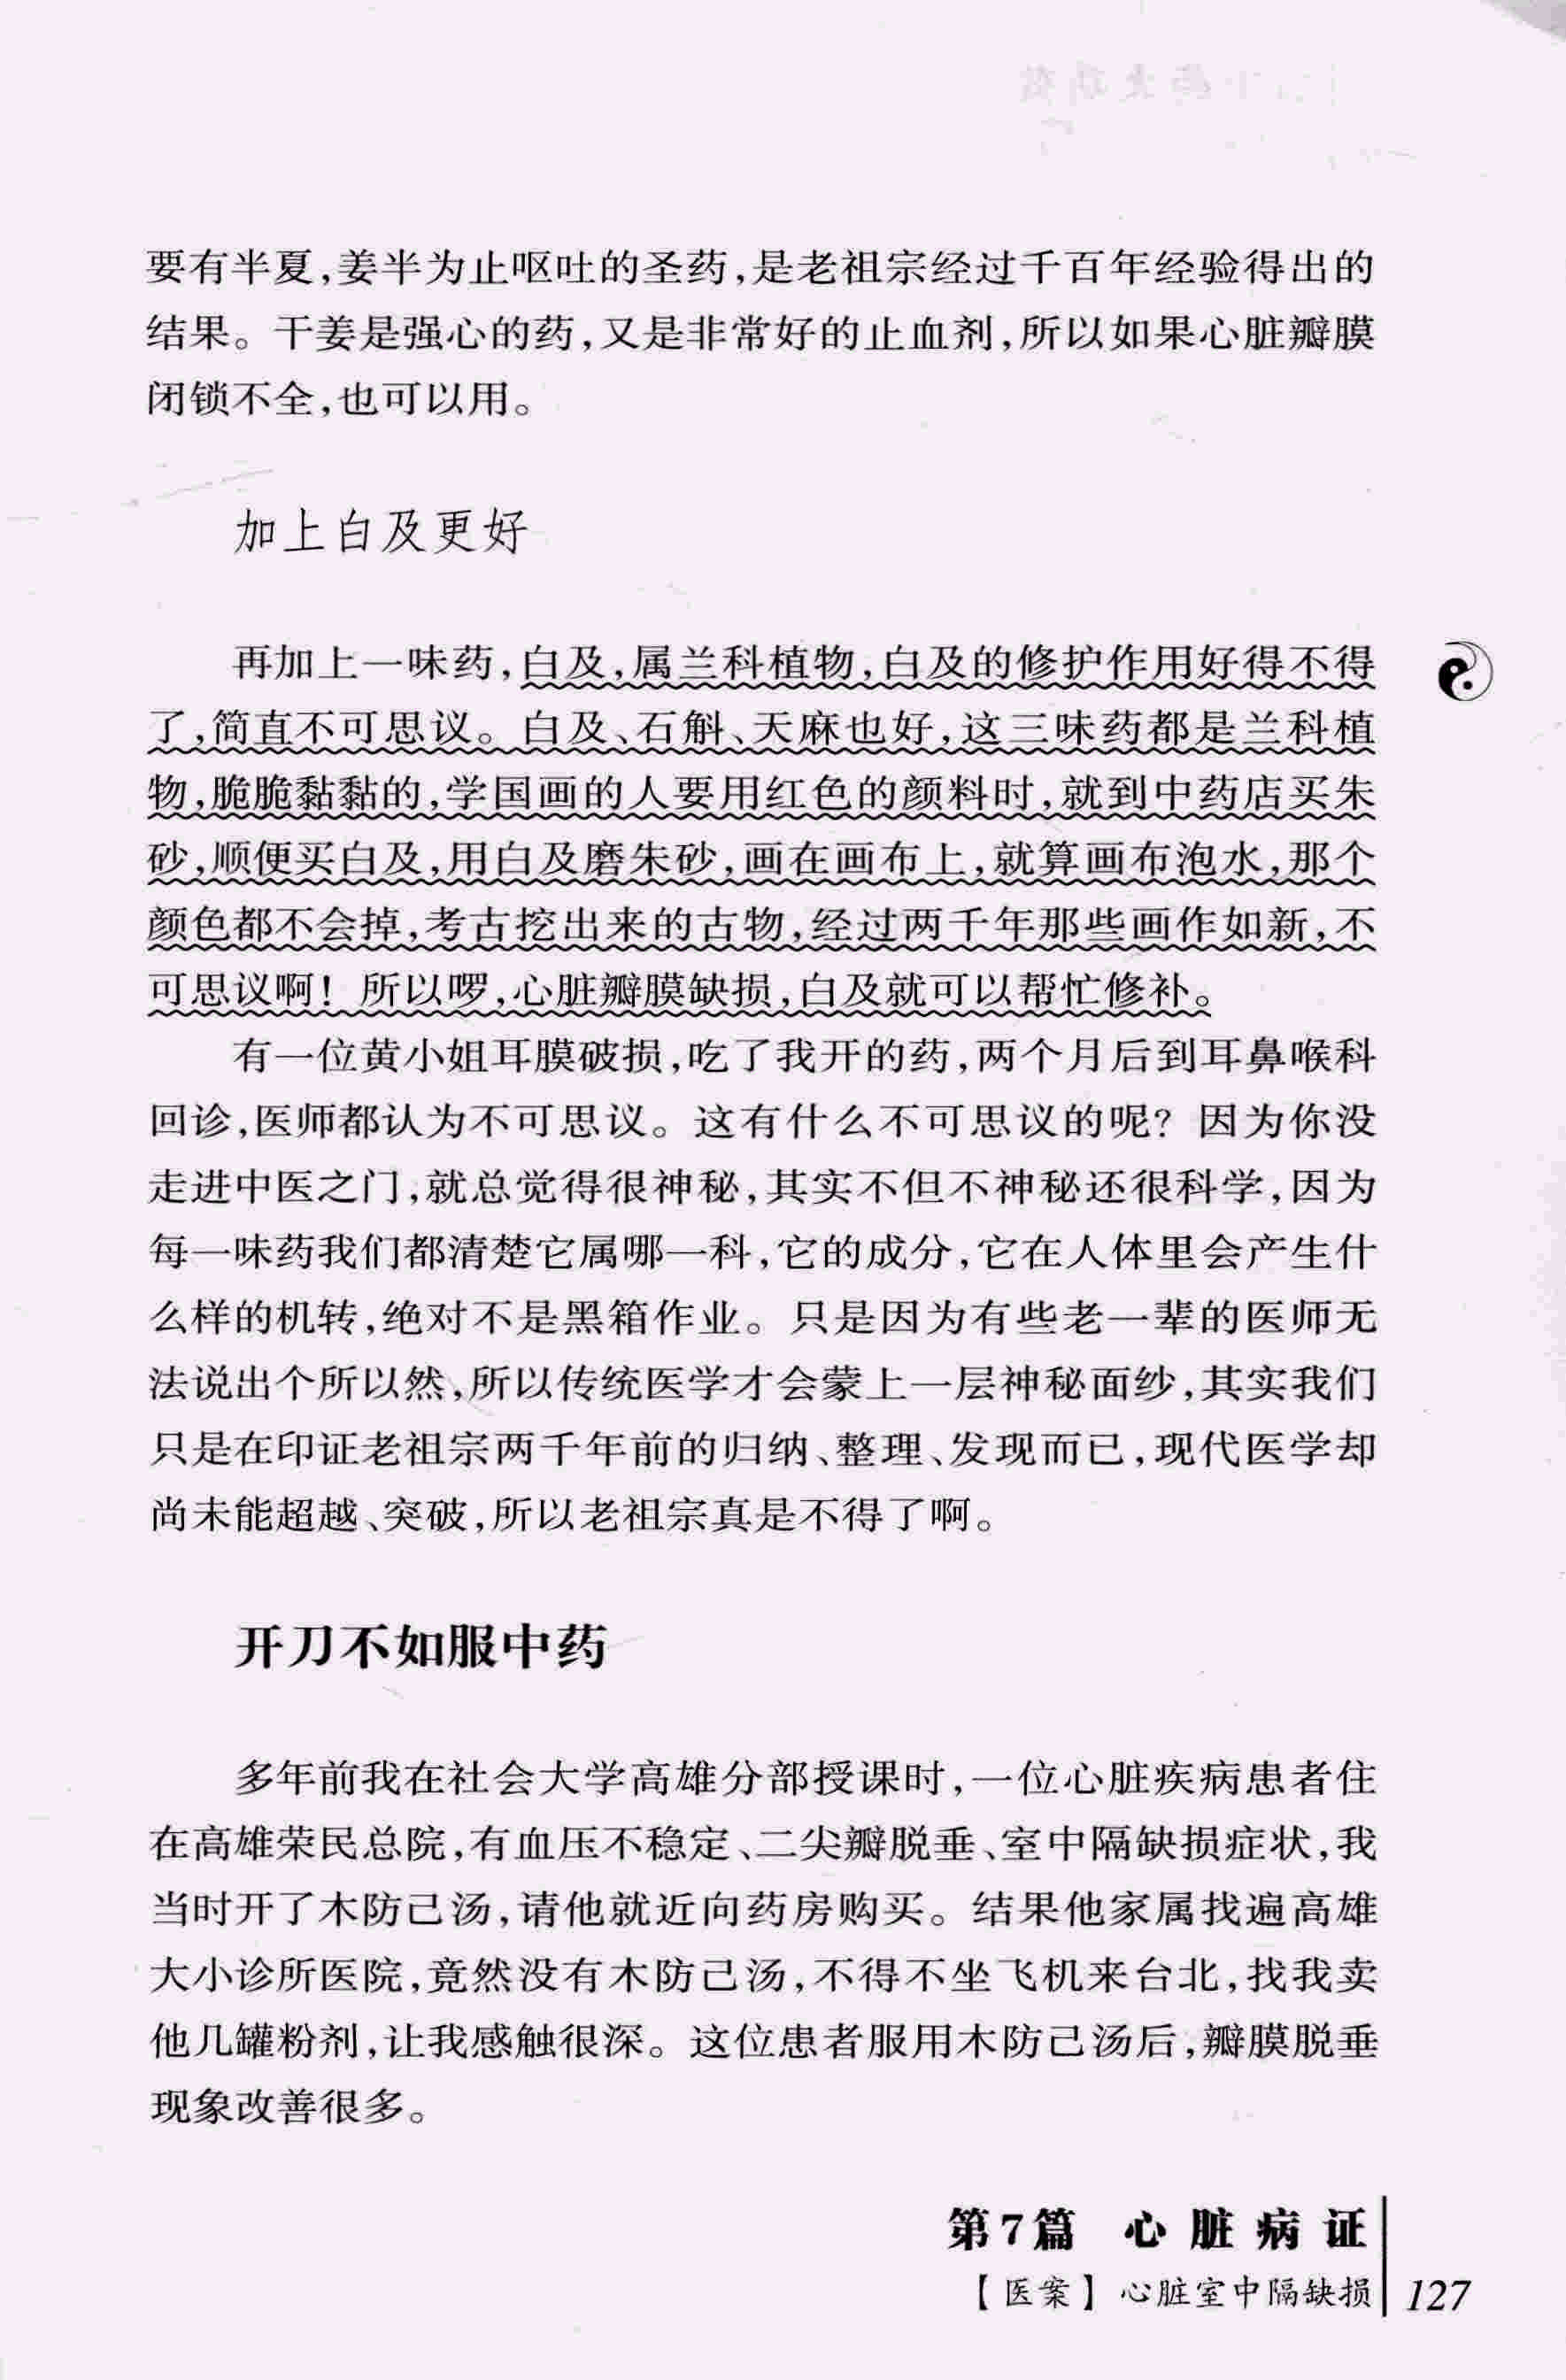 要有半夏,姜半为止呕吐的圣药,是老祖宗经过千百年经验得出的
结果。干姜是强心的药,又是非常好的止血剂,所以如果心脏瓣膜
闭锁不全,也可以用。
加上白及更好
再加上一味药,白及,属兰科植物,白及的修护作用好得不得
了,简直不可思议。白及、石斛、天麻也好,这三味药都是兰科植
物,脆脆黏黏的,学国画的人要用红色的颜料时,就到中药店买朱
砂,顺便买白及,用白及磨朱砂,画在画布上,就算画布泡水,那个
颜色都不会掉,考古挖出来的古物,经过两千年那些画作如新,不
可思议啊!所以啰,心脏瓣膜缺损,白及就可以帮忙修补。
有一位黄小姐耳膜破损,吃了我开的药,两个月后到耳鼻喉科
回诊,医师都认为不可思议。这有什么不可思议的呢?因为你没
走进中医之门,就总觉得很神秘,其实不但不神秘还很科学,因为
每一味药我们都清楚它属哪一科,它的成分,它在人体里会产生什
么样的机转,绝对不是黑箱作业。只是因为有些老一辈的医师无
法说出个所以然,所以传统医学才会蒙上一层神秘面纱,其实我们
只是在印证老祖宗两千年前的归纳、整理、发现而已,现代医学却
尚未能超越、突破,所以老祖宗真是不得了啊。
开刀不如服中药
多年前我在社会大学高雄分部授课时,一位心脏疾病患者住
在高雄荣民总院,有血压不稳定、二尖瓣脱垂、室中隔缺损症状,我
当时开了木防己汤,请他就近向药房购买。结果他家属找遍高雄
大小诊所医院,竟然没有木防己汤,不得不坐飞机来台北,找我卖
他几罐粉剂,让我感触很深。这位患者服用木防己汤后,瓣膜脱垂
现象改善很多。
第7篇 心脏病证
【医案】心脏室中隔缺损 127